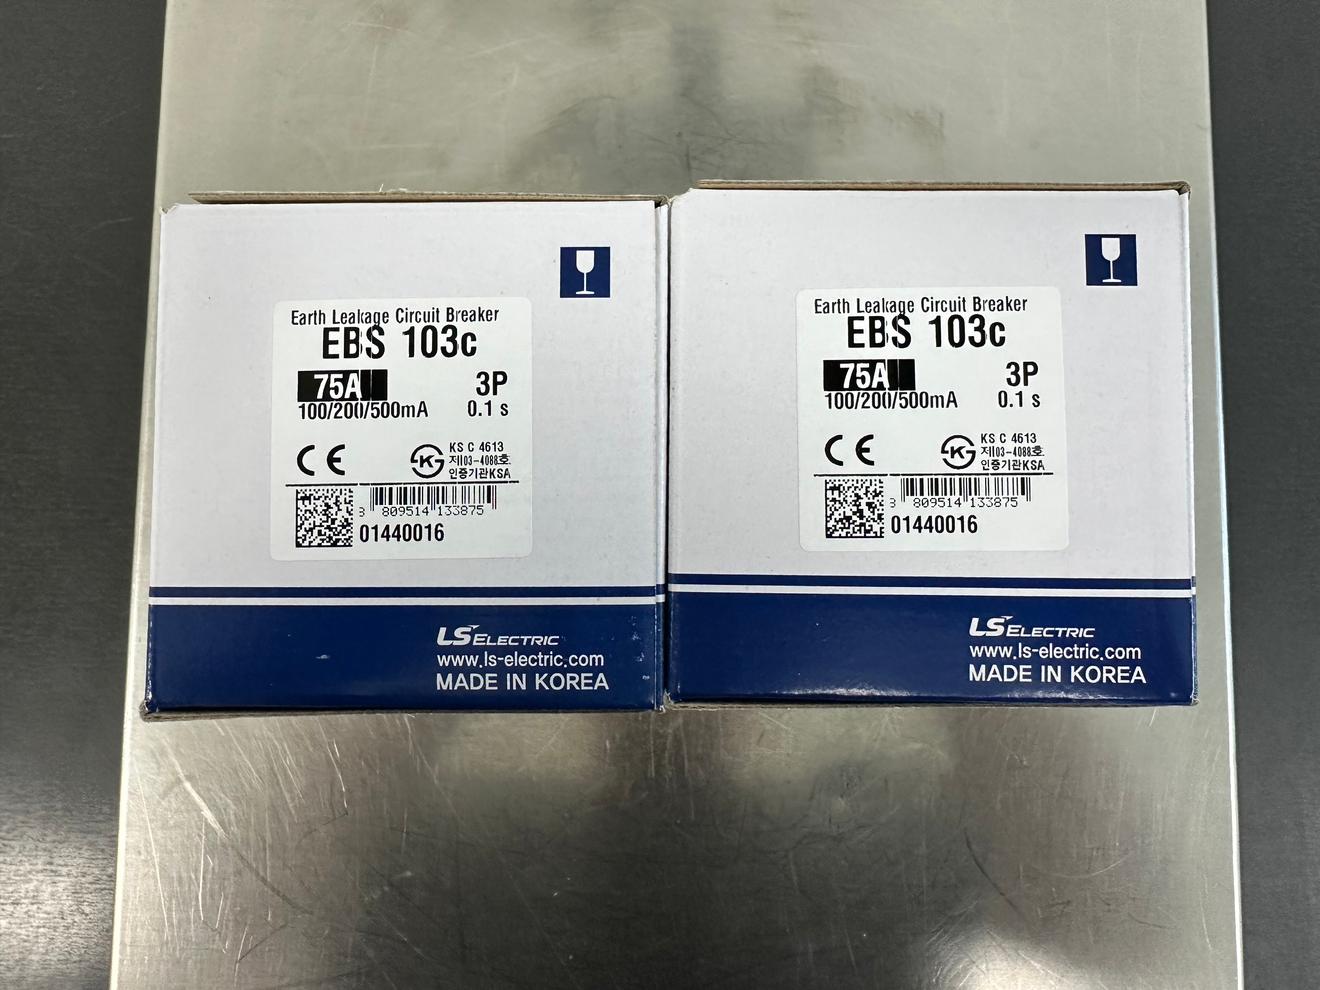 Earth Leakage Circuit Breaker
EBS 103c
75A 3P
100/200/500mA 0.1 s
CE KS C 4613
제03-4088호
인증기관KSA
8 809514 133875
01440016
LS ELECTRIC
www.ls-electric.com
MADE IN KOREA
Earth Leakage Circuit Breaker
EBS 103c
75A 3P
100/200/500mA 0.1 s
CE KS C 4613
제03-4088호
인증기관KSA
8 809514 133875
01440016
LS ELECTRIC
www.ls-electric.com
MADE IN KOREA